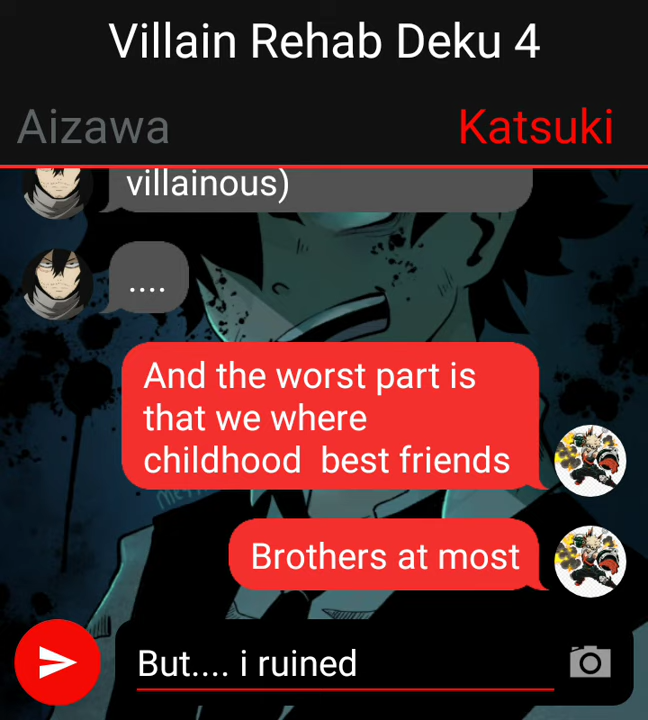 Villain Rehab Deku 4
Aizawa
Katsuki
villainous)
....
And the worst part is
that we where
childhood  best friends
Brothers at most
But.... i ruined